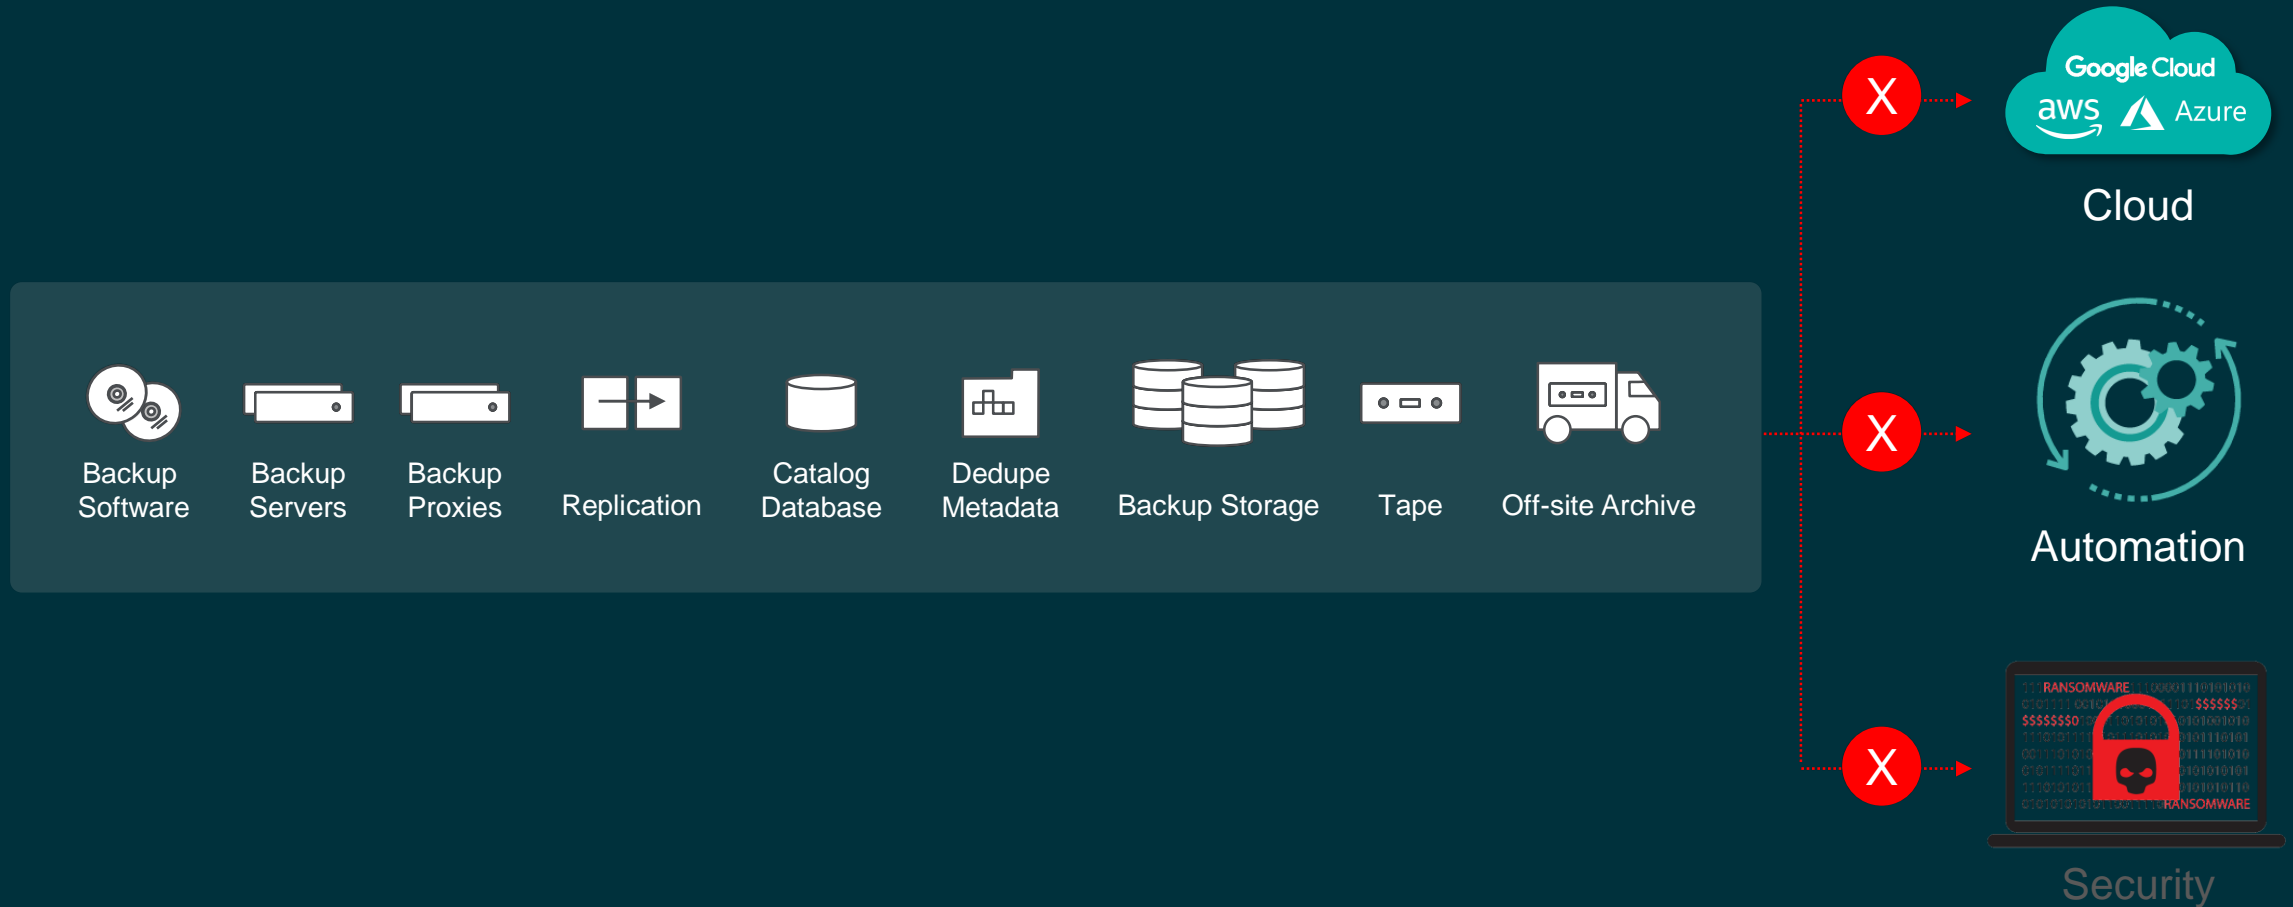 Google Cloud
aws Azure
X
Cloud
Backup
Software
Backup
Servers
Backup
Proxies
Replication
Catalog
Database
Dedupe
Metadata
Backup Storage
Tape
Off-site Archive
X
Automation
RANSOMWARE
$$$$$$
$$$$$$$0
RANSOMWARE
X
Security